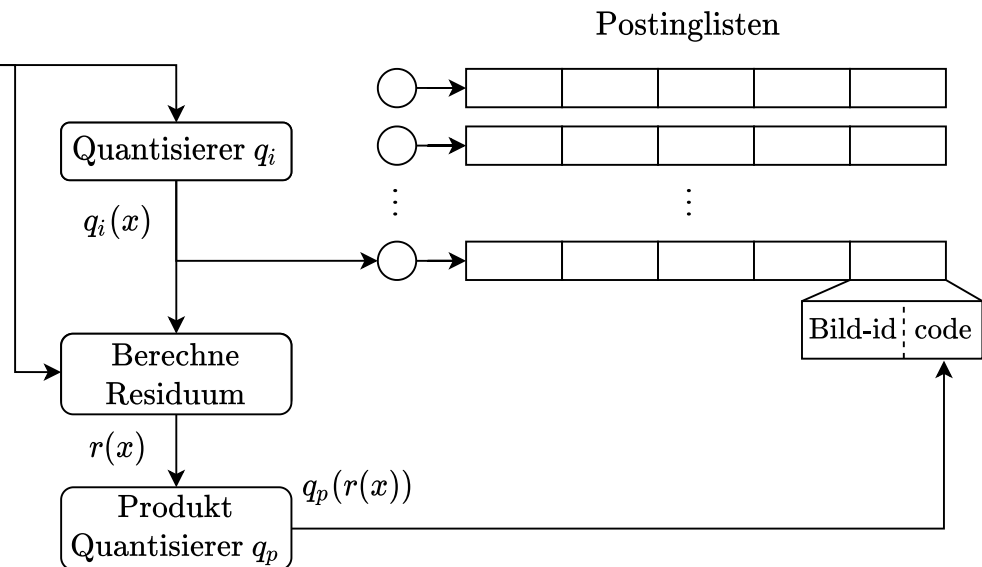 Postinglisten
Quantisierer q_i
q_i(x)
⋮
⋮
Berechne
Residuum
Bild-id code
r(x)
q_p(r(x))
Produkt
Quantisierer q_p